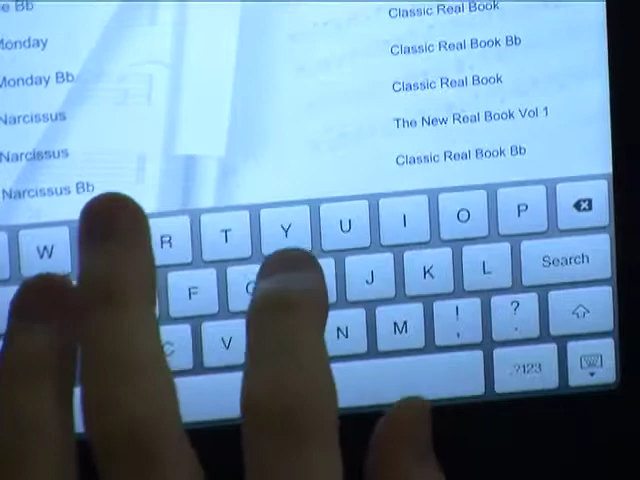 e Bb
Classic Real Book
Monday
Classic Real Book Bb
Monday Bb
Classic Real Book
Narcissus
The New Real Book Vol 1
Narcissus
Classic Real Book Bb
Narcissus Bb
W R T Y U I O P
F G J K L Search
C V N M ! , ? .
.?123